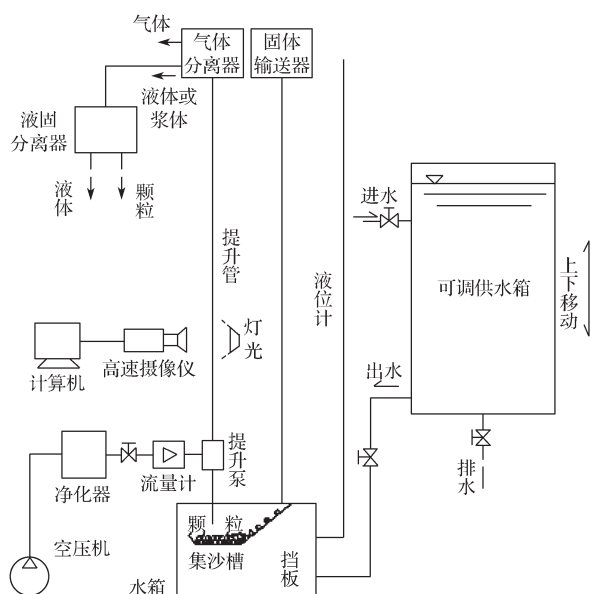 气体
气体
分离器
固体
输送器
液体或
浆体
液固
分离器
液体
颗粒
进水
提升管
液位计
可调供水箱
上下移动
灯光
计算机
高速摄像仪
出水
提升泵
净化器
流量计
排水
颗粒
集沙槽
挡板
空压机
水箱